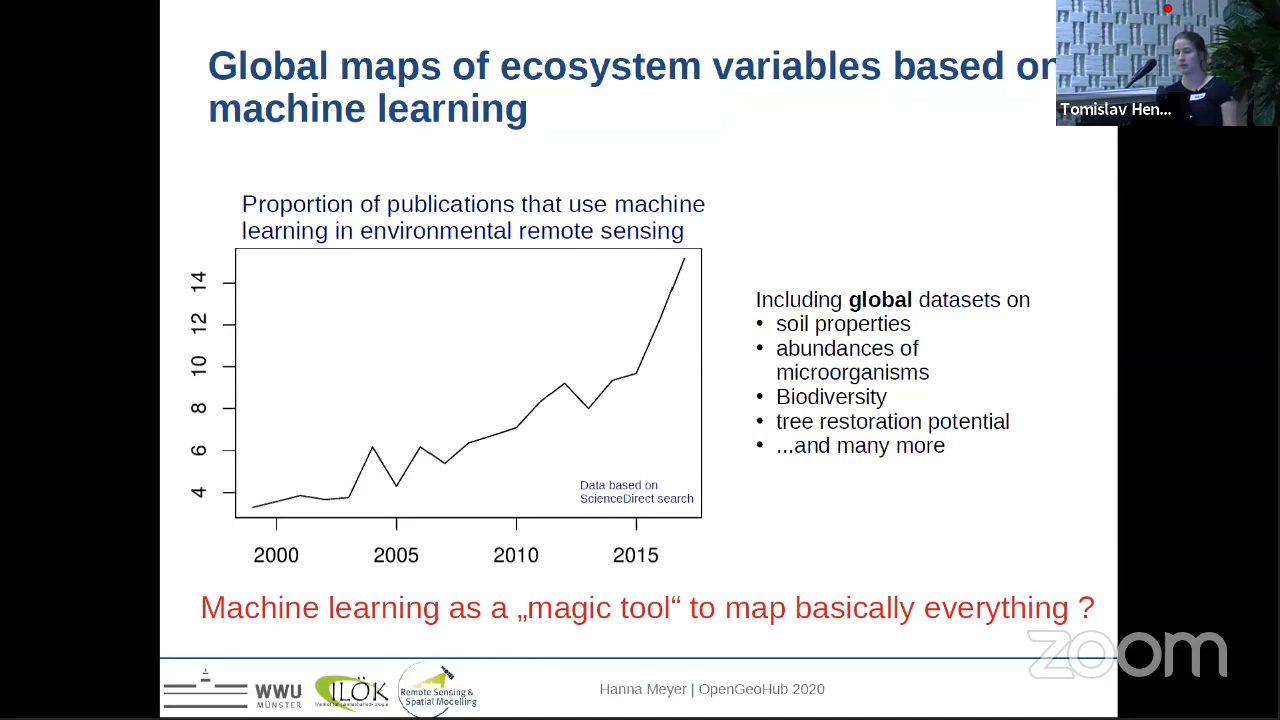 Global maps of ecosystem variables based on
machine learning
Tomislav Hen...
Proportion of publications that use machine
learning in environmental remote sensing
14
12
10
8
6
4
2000 2005 2010 2015
Data based on
ScienceDirect search
Including global datasets on
• soil properties
• abundances of
microorganisms
• Biodiversity
• tree restoration potential
• ...and many more
Machine learning as a „magic tool“ to map basically everything ?
zoom
WWU
MÜNSTER
ILÖK
Institut für Landschaftsökologie
Remote Sensing &
Spatial Modelling
Hanna Meyer | OpenGeoHub 2020